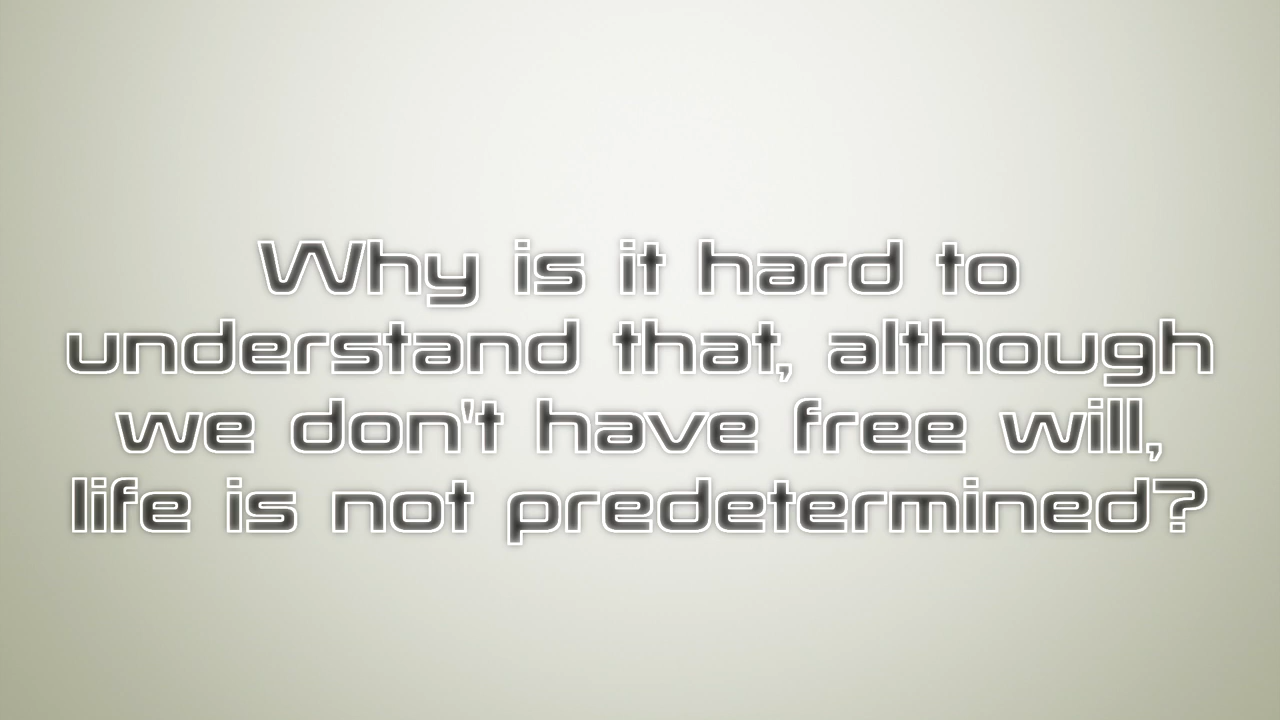 Why is it hard to
understand that, although
we don't have free will,
life is not predetermined?